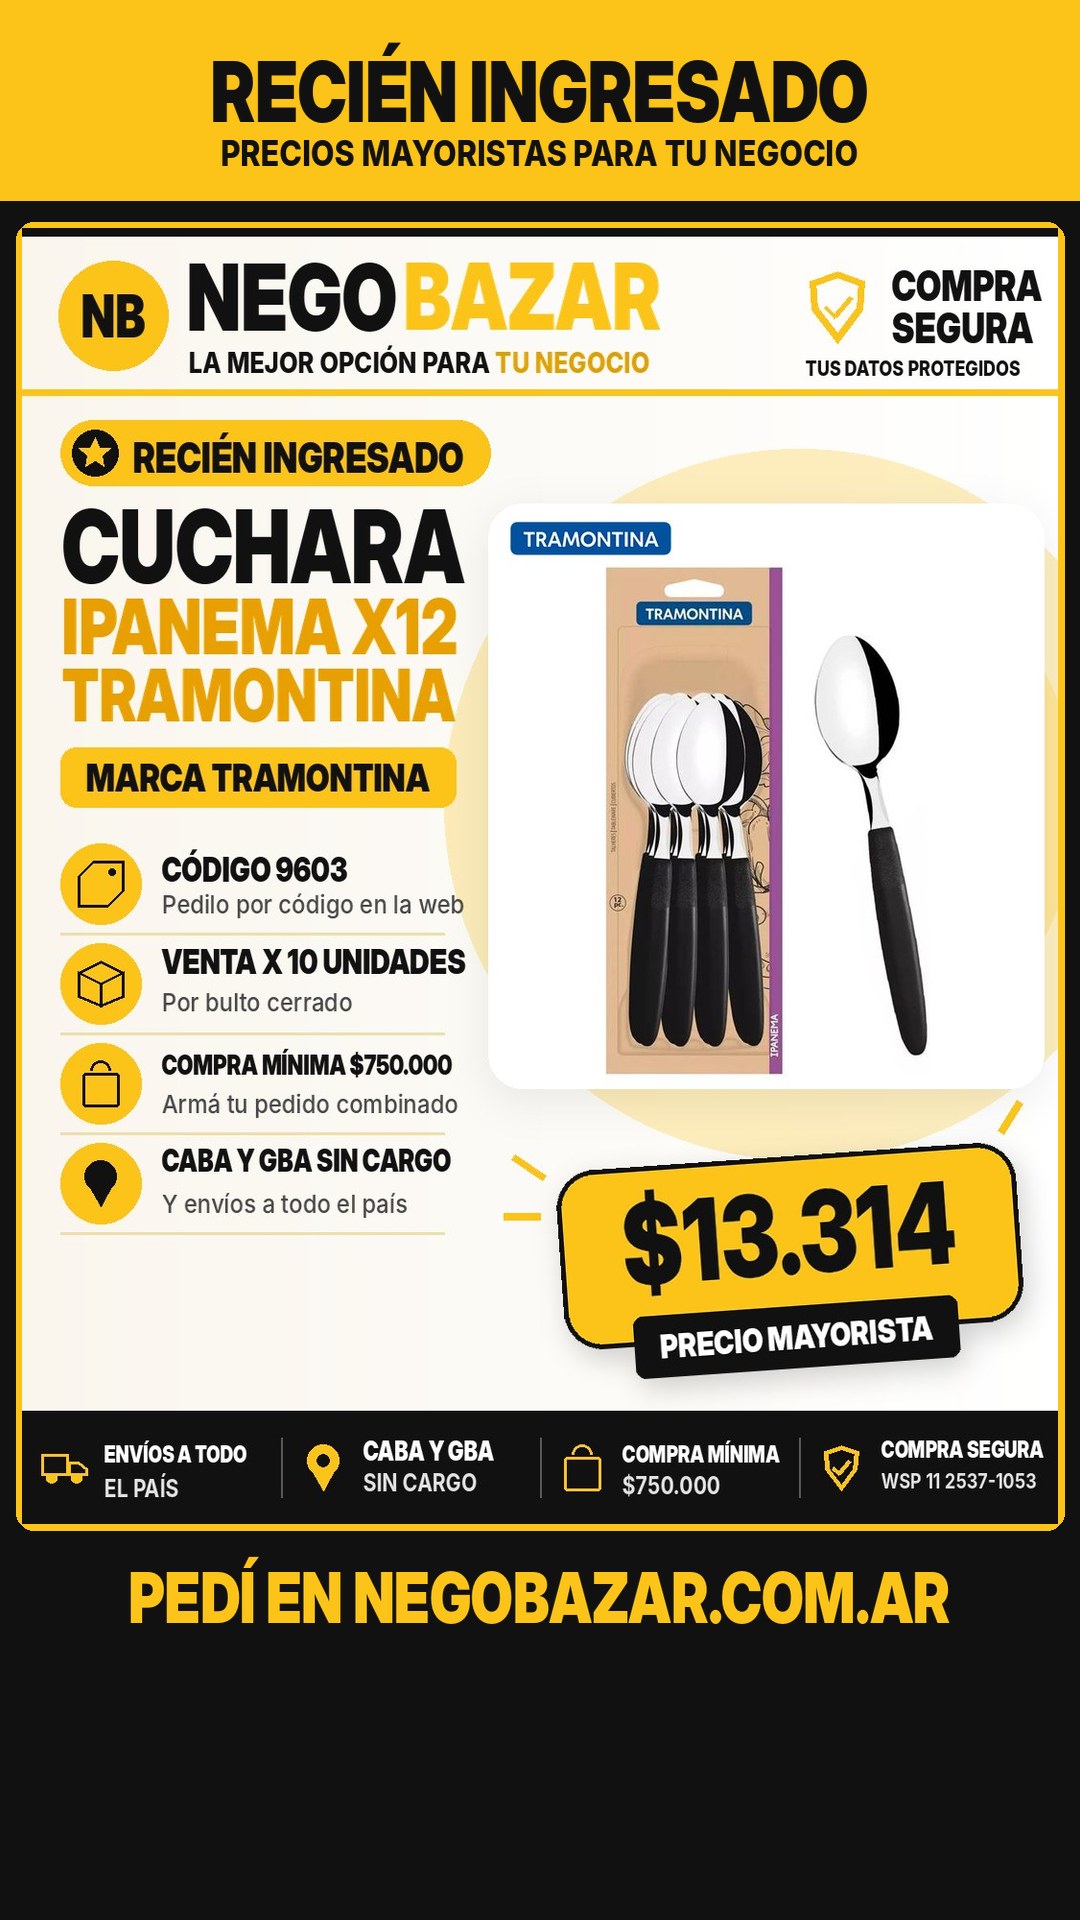 RECIÉN INGRESADO
PRECIOS MAYORISTAS PARA TU NEGOCIO
NB
NEGOBAZAR
LA MEJOR OPCIÓN PARA TU NEGOCIO
COMPRA
SEGURA
TUS DATOS PROTEGIDOS
RECIÉN INGRESADO
CUCHARA
IPANEMA X12
TRAMONTINA
MARCA TRAMONTINA
CÓDIGO 9603
Pedilo por código en la web
VENTA X 10 UNIDADES
Por bulto cerrado
COMPRA MÍNIMA $750.000
Armá tu pedido combinado
CABA Y GBA SIN CARGO
Y envíos a todo el país
TRAMONTINA
TRAMONTINA
12
IPANEMA
$13.314
PRECIO MAYORISTA
ENVÍOS A TODO
EL PAÍS
CABA Y GBA
SIN CARGO
COMPRA MÍNIMA
$750.000
COMPRA SEGURA
WSP 11 2537-1053
PEDÍ EN NEGOBAZAR.COM.AR